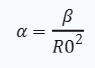 α = β / R0²